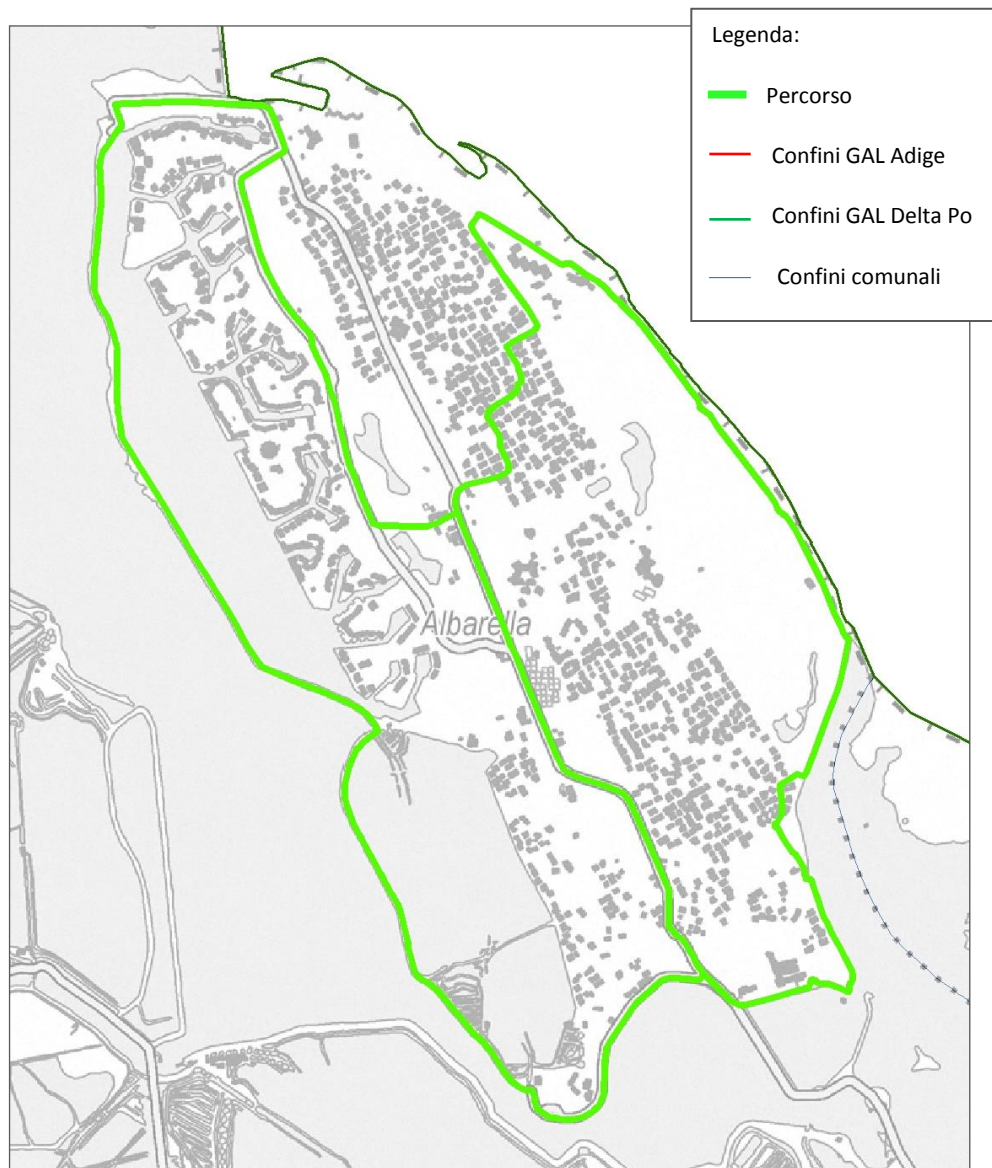 Legenda:
Percorso
Confini GAL Adige
Confini GAL Delta Po
Confini comunali
Albarella